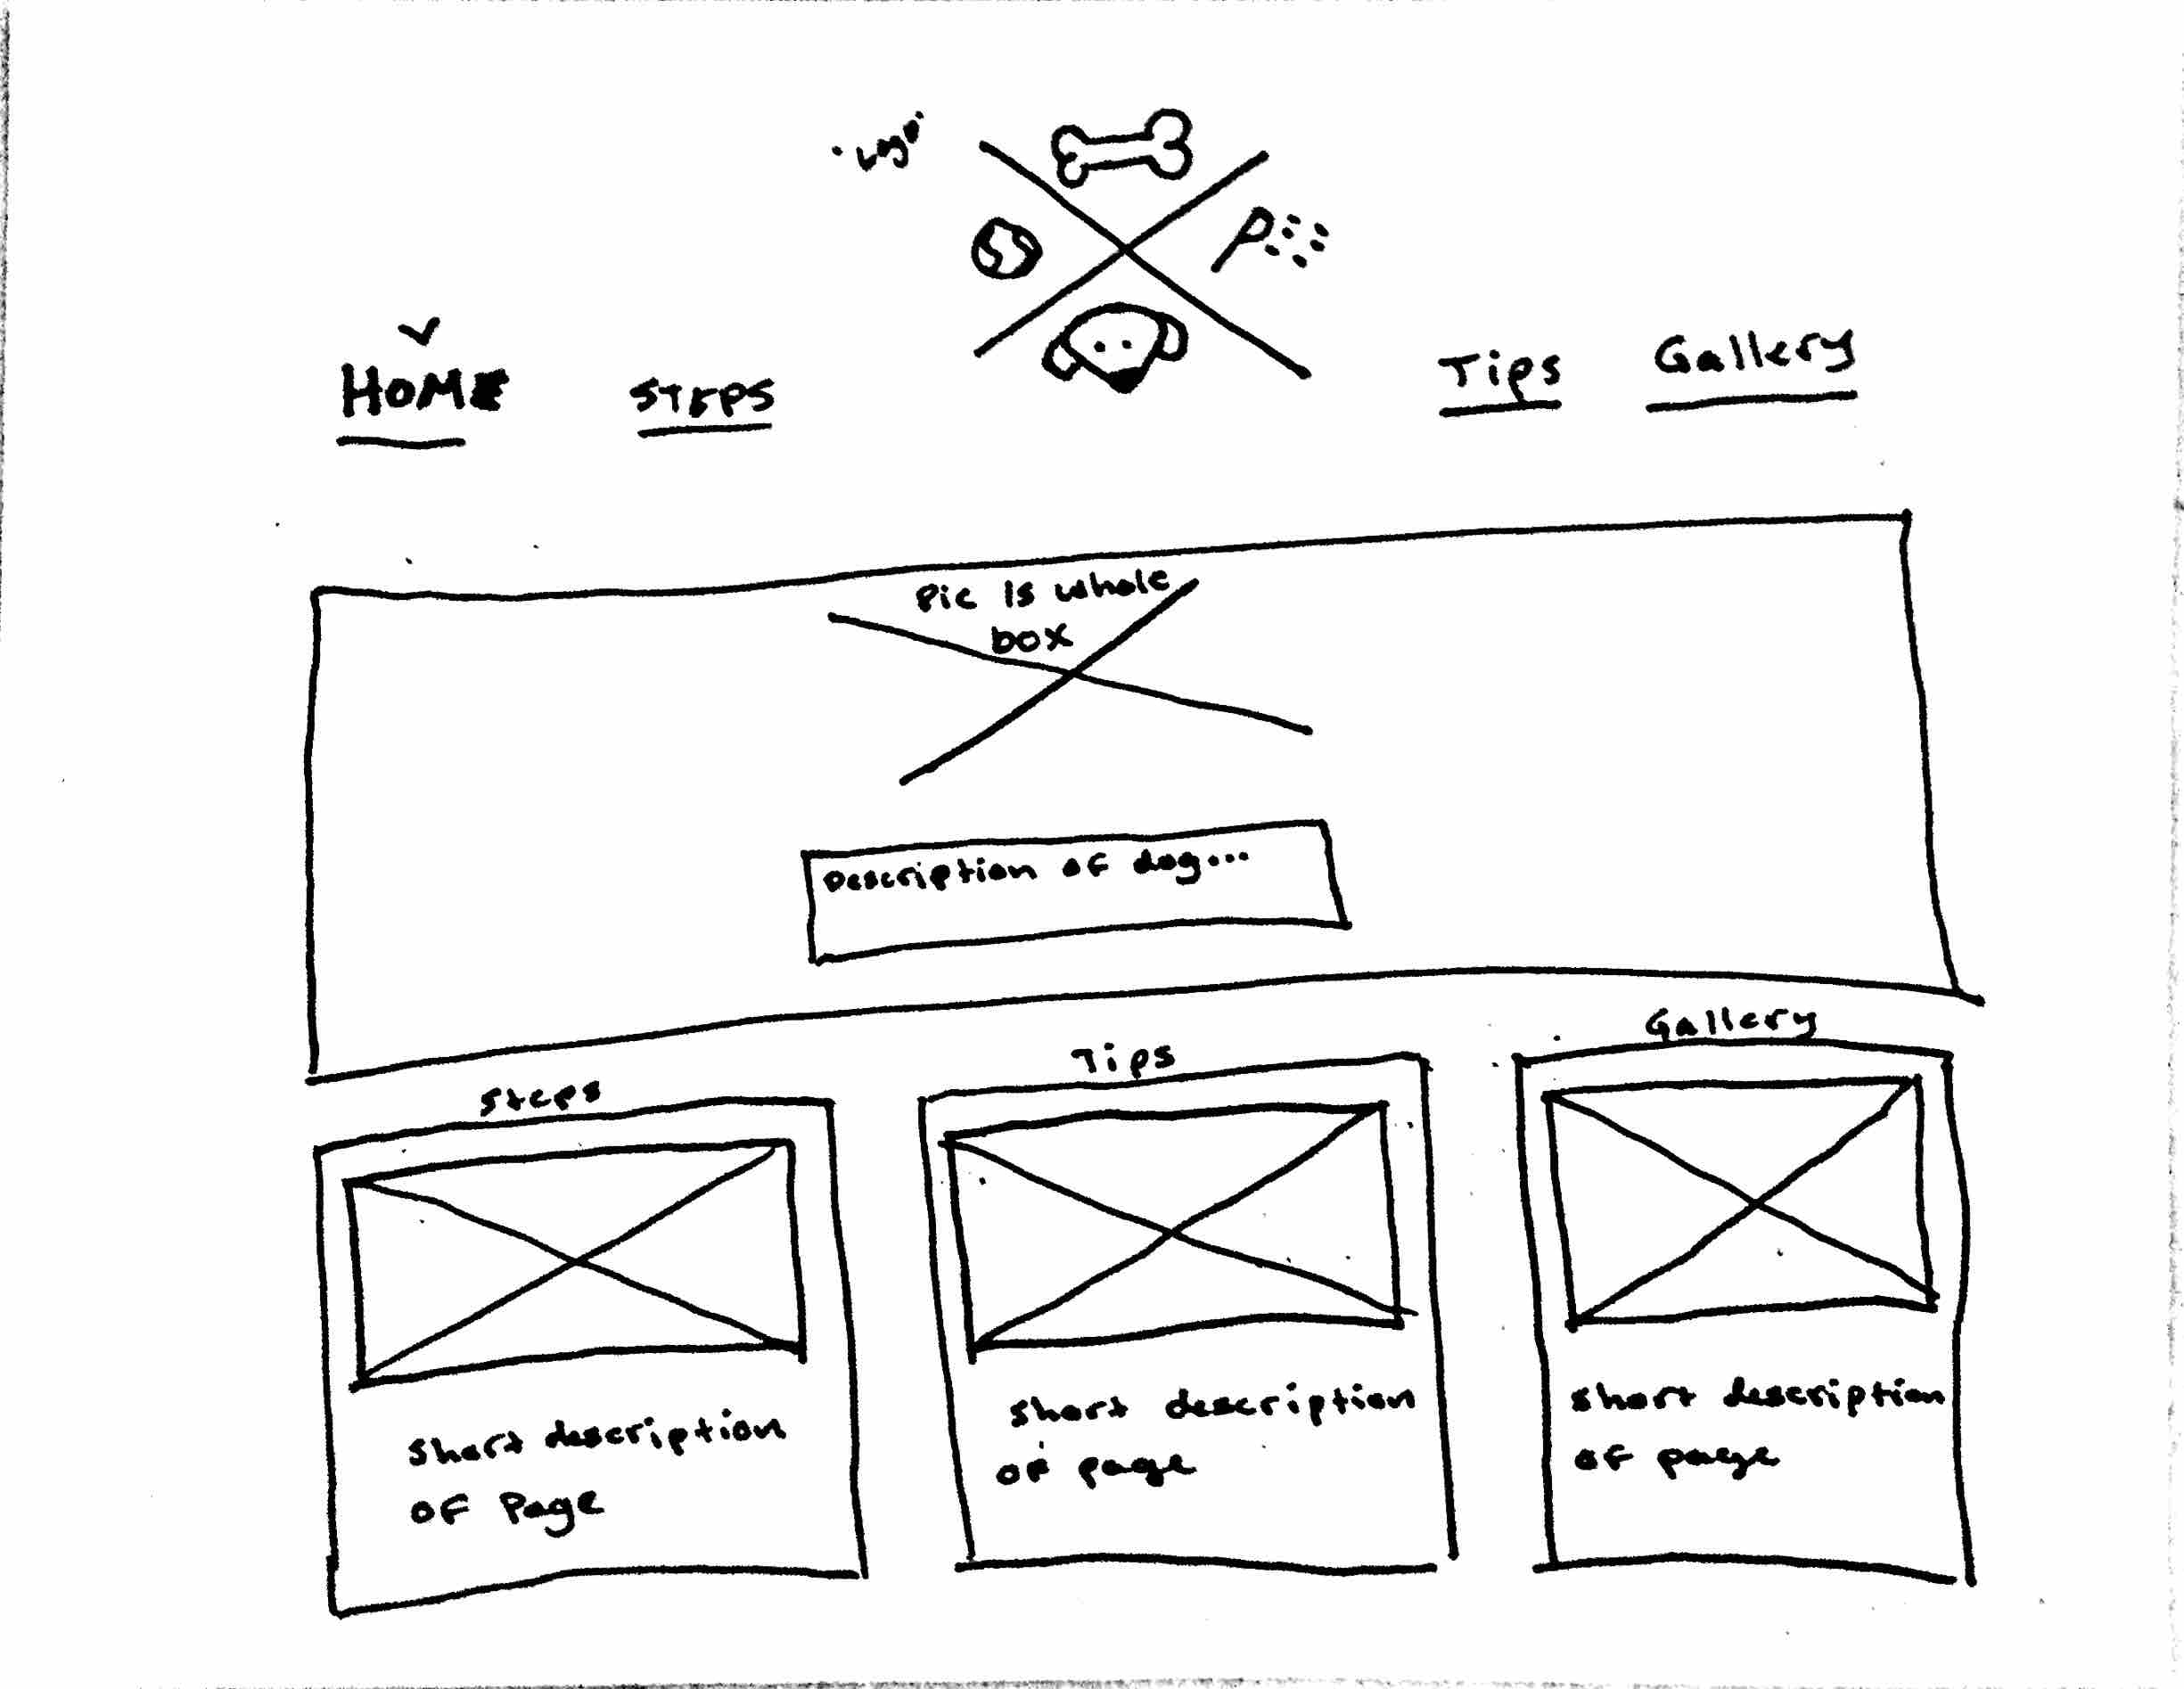 Logo
HOME
STEPS
Tips
Gallery
Pic Is whole
box
Description of dog...
Steps
Tips
Gallery
Short description
OF Page
Short description
OF page
Short description
OF page